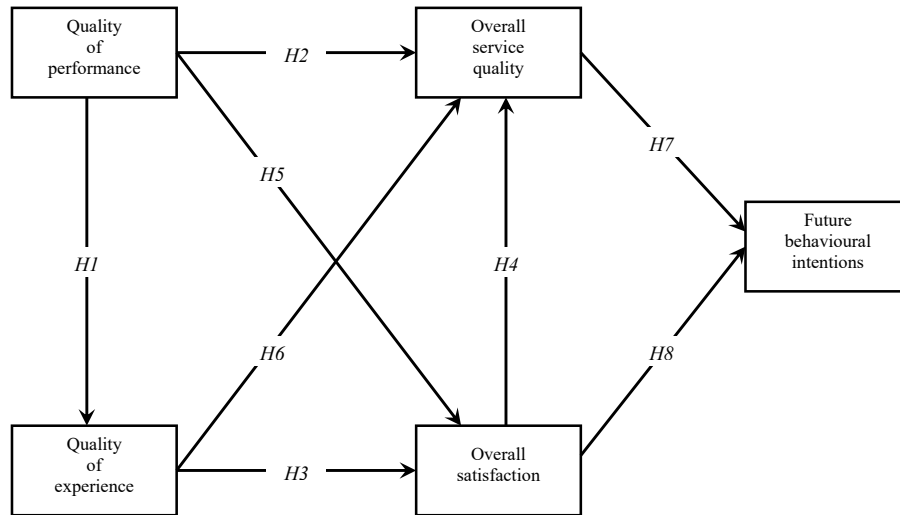 Quality
of
performance
H2
Overall
service
quality
H5
H7
Future
behavioural
intentions
H1
H4
H6
H8
Quality
of
experience
H3
Overall
satisfaction